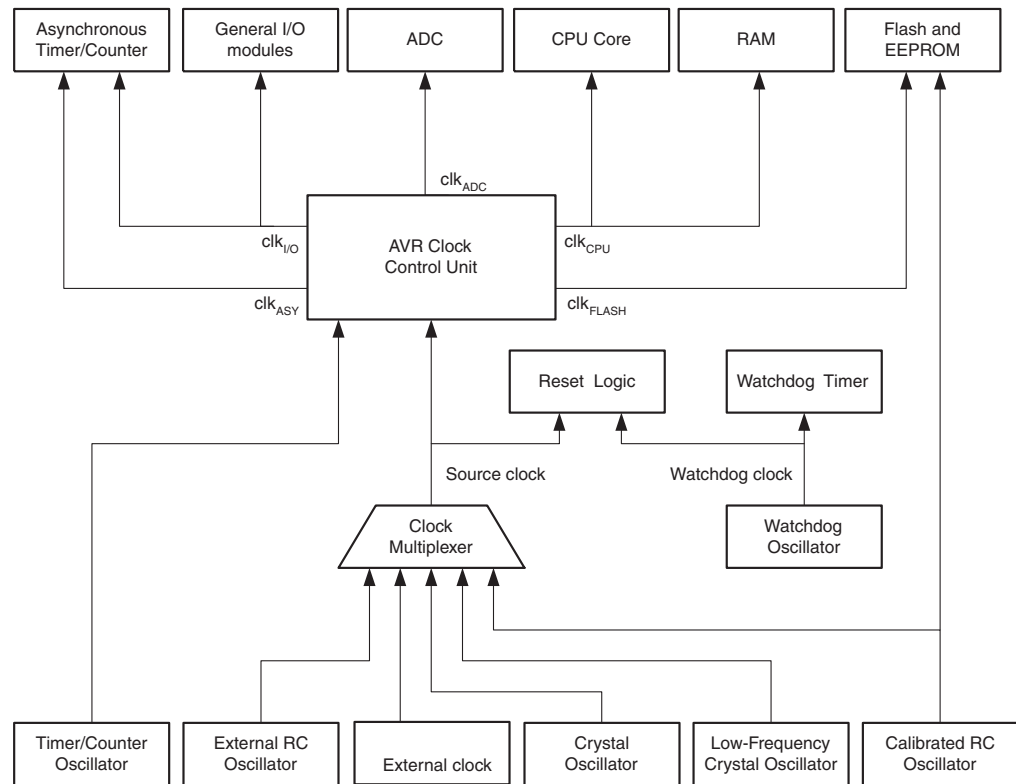 Asynchronous
Timer/Counter
General I/O
modules
ADC
CPU Core
RAM
Flash and
EEPROM
clkADC
clkI/O
AVR Clock
Control Unit
clkCPU
clkASY
clkFLASH
Reset Logic
Watchdog Timer
Source clock
Watchdog clock
Clock
Multiplexer
Watchdog
Oscillator
Timer/Counter
Oscillator
External RC
Oscillator
External clock
Crystal
Oscillator
Low-Frequency
Crystal Oscillator
Calibrated RC
Oscillator